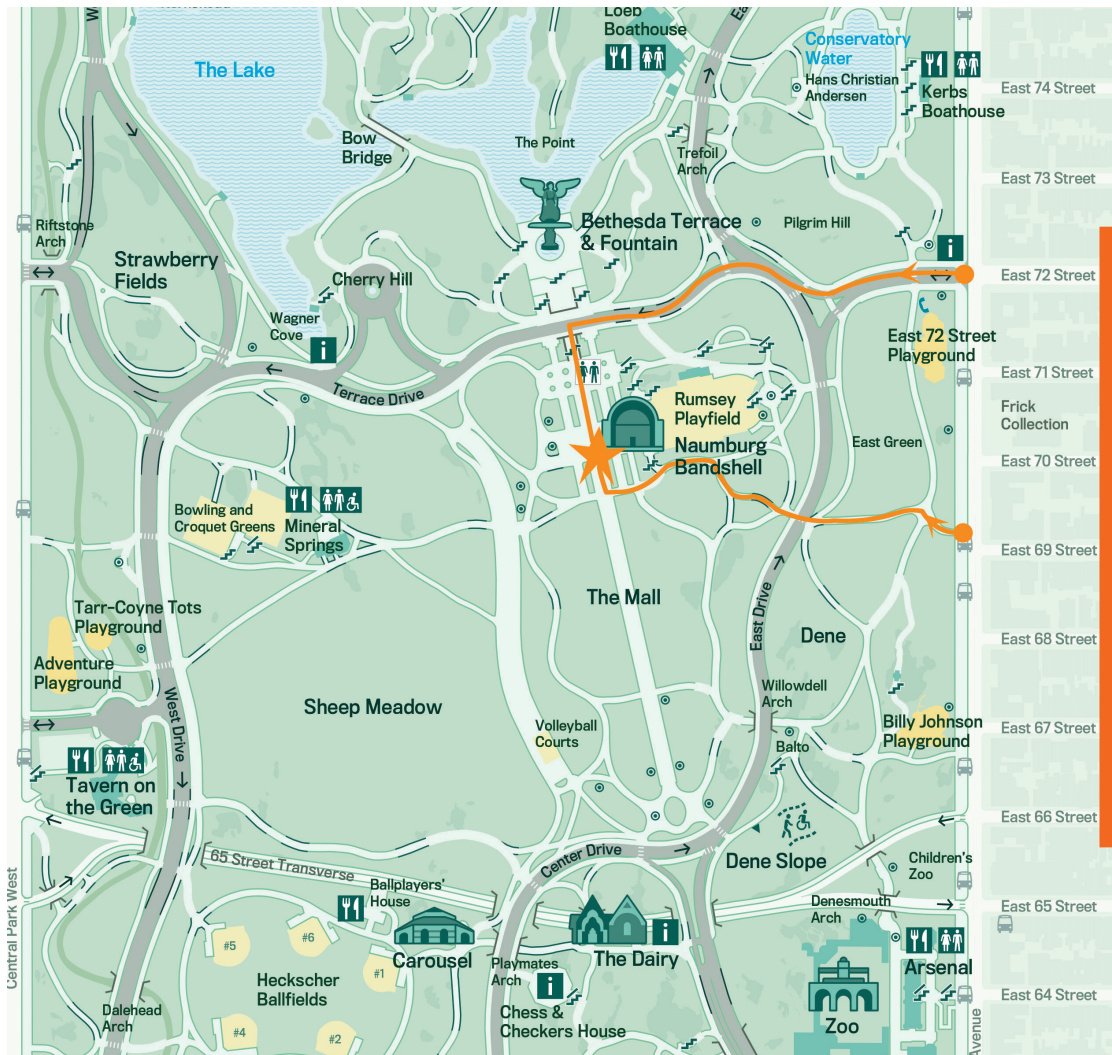 Loeb
Boathouse
The Lake
Conservatory
Water
Hans Christian
Andersen
Kerbs
Boathouse
East 74 Street
Bow
Bridge
The Point
Trefoil
Arch
East 73 Street
Riftstone
Arch
Bethesda Terrace
& Fountain
Pilgrim Hill
Strawberry
Fields
Cherry Hill
i
East 72 Street
Wagner
Cove
i
East 72 Street
Playground
Terrace Drive
East 71 Street
Rumsey
Playfield
Frick
Collection
Naumburg
Bandshell
East Green
East 70 Street
Bowling and
Croquet Greens
Mineral
Springs
East 69 Street
The Mall
East Drive
Tarr-Coyne Tots
Playground
Dene
East 68 Street
Adventure
Playground
West Drive
Sheep Meadow
Willowdell
Arch
Volleyball
Courts
Billy Johnson
Playground
East 67 Street
Balto
Tavern on
the Green
East 66 Street
65 Street Transverse
Center Drive
Dene Slope
Children's
Zoo
Ballplayers'
House
Denesmouth
Arch
East 65 Street
Central Park West
#5
#6
#1
Carousel
Playmates
Arch
The Dairy
i
Arsenal
Heckscher
Ballfields
i
Chess &
Checkers House
Zoo
East 64 Street
Dalehead
Arch
#4
#2
Avenue